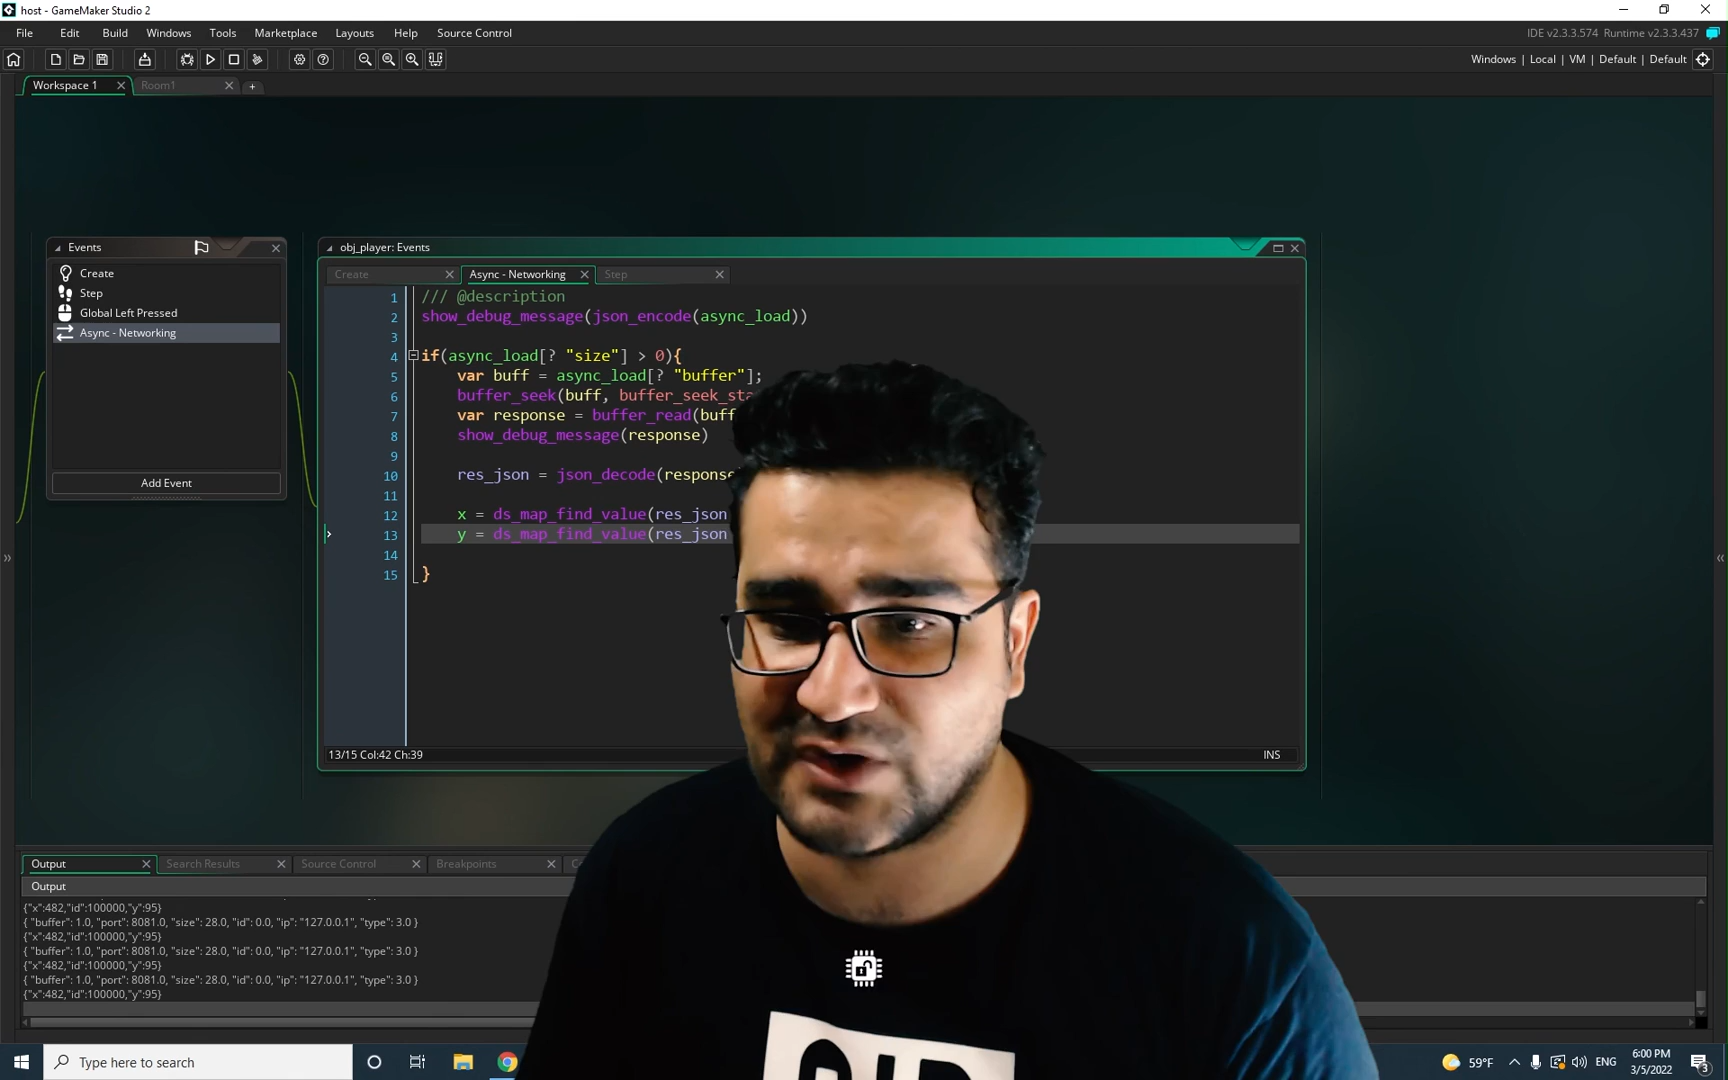 host - GameMaker Studio 2
File Edit Build Windows Tools Marketplace Layouts Help Source Control
IDE v2.3.3.574 Runtime v2.3.3.437
Windows | Local | VM | Default | Default
Workspace 1 Room1
Events
Create
Step
Global Left Pressed
Async - Networking
Add Event
obj_player: Events
Create Async - Networking Step
1 /// @description
2 show_debug_message(json_encode(async_load))
3
4 if(async_load[? "size"] > 0){
5 var buff = async_load[? "buffer"];
6 buffer_seek(buff, buffer_seek_sta
7 var response = buffer_read(buff
8 show_debug_message(response)
9
10 res_json = json_decode(response
11
12 x = ds_map_find_value(res_json
13 y = ds_map_find_value(res_json
14
15 }
13/15 Col:42 Ch:39
INS
Output Search Results Source Control Breakpoints
Output
{"x":482,"id":100000,"y":95}
{ "buffer": 1.0, "port": 8081.0, "size": 28.0, "id": 0.0, "ip": "127.0.0.1", "type": 3.0 }
{"x":482,"id":100000,"y":95}
{ "buffer": 1.0, "port": 8081.0, "size": 28.0, "id": 0.0, "ip": "127.0.0.1", "type": 3.0 }
{"x":482,"id":100000,"y":95}
{ "buffer": 1.0, "port": 8081.0, "size": 28.0, "id": 0.0, "ip": "127.0.0.1", "type": 3.0 }
{"x":482,"id":100000,"y":95}
Type here to search
59°F
ENG
6:00 PM
3/5/2022
3